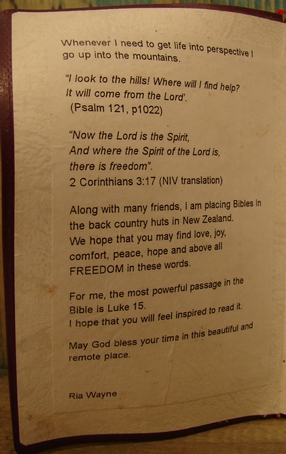 Whenever I need to get life into perspective I
go up into the mountains.
"I look to the hills! Where will I find help?
It will come from the Lord'.
(Psalm 121, p1022)
"Now the Lord is the Spirit,
And where the Spirit of the Lord is,
there is freedom".
2 Corinthians 3:17 (NIV translation)
Along with many friends, I am placing Bibles in
the back country huts in New Zealand.
We hope that you may find love, joy,
comfort, peace, hope and above all
FREEDOM in these words.
For me, the most powerful passage in the
Bible is Luke 15.
I hope that you will feel inspired to read it.
May God bless your time in this beautiful and
remote place.
Ria Wayne